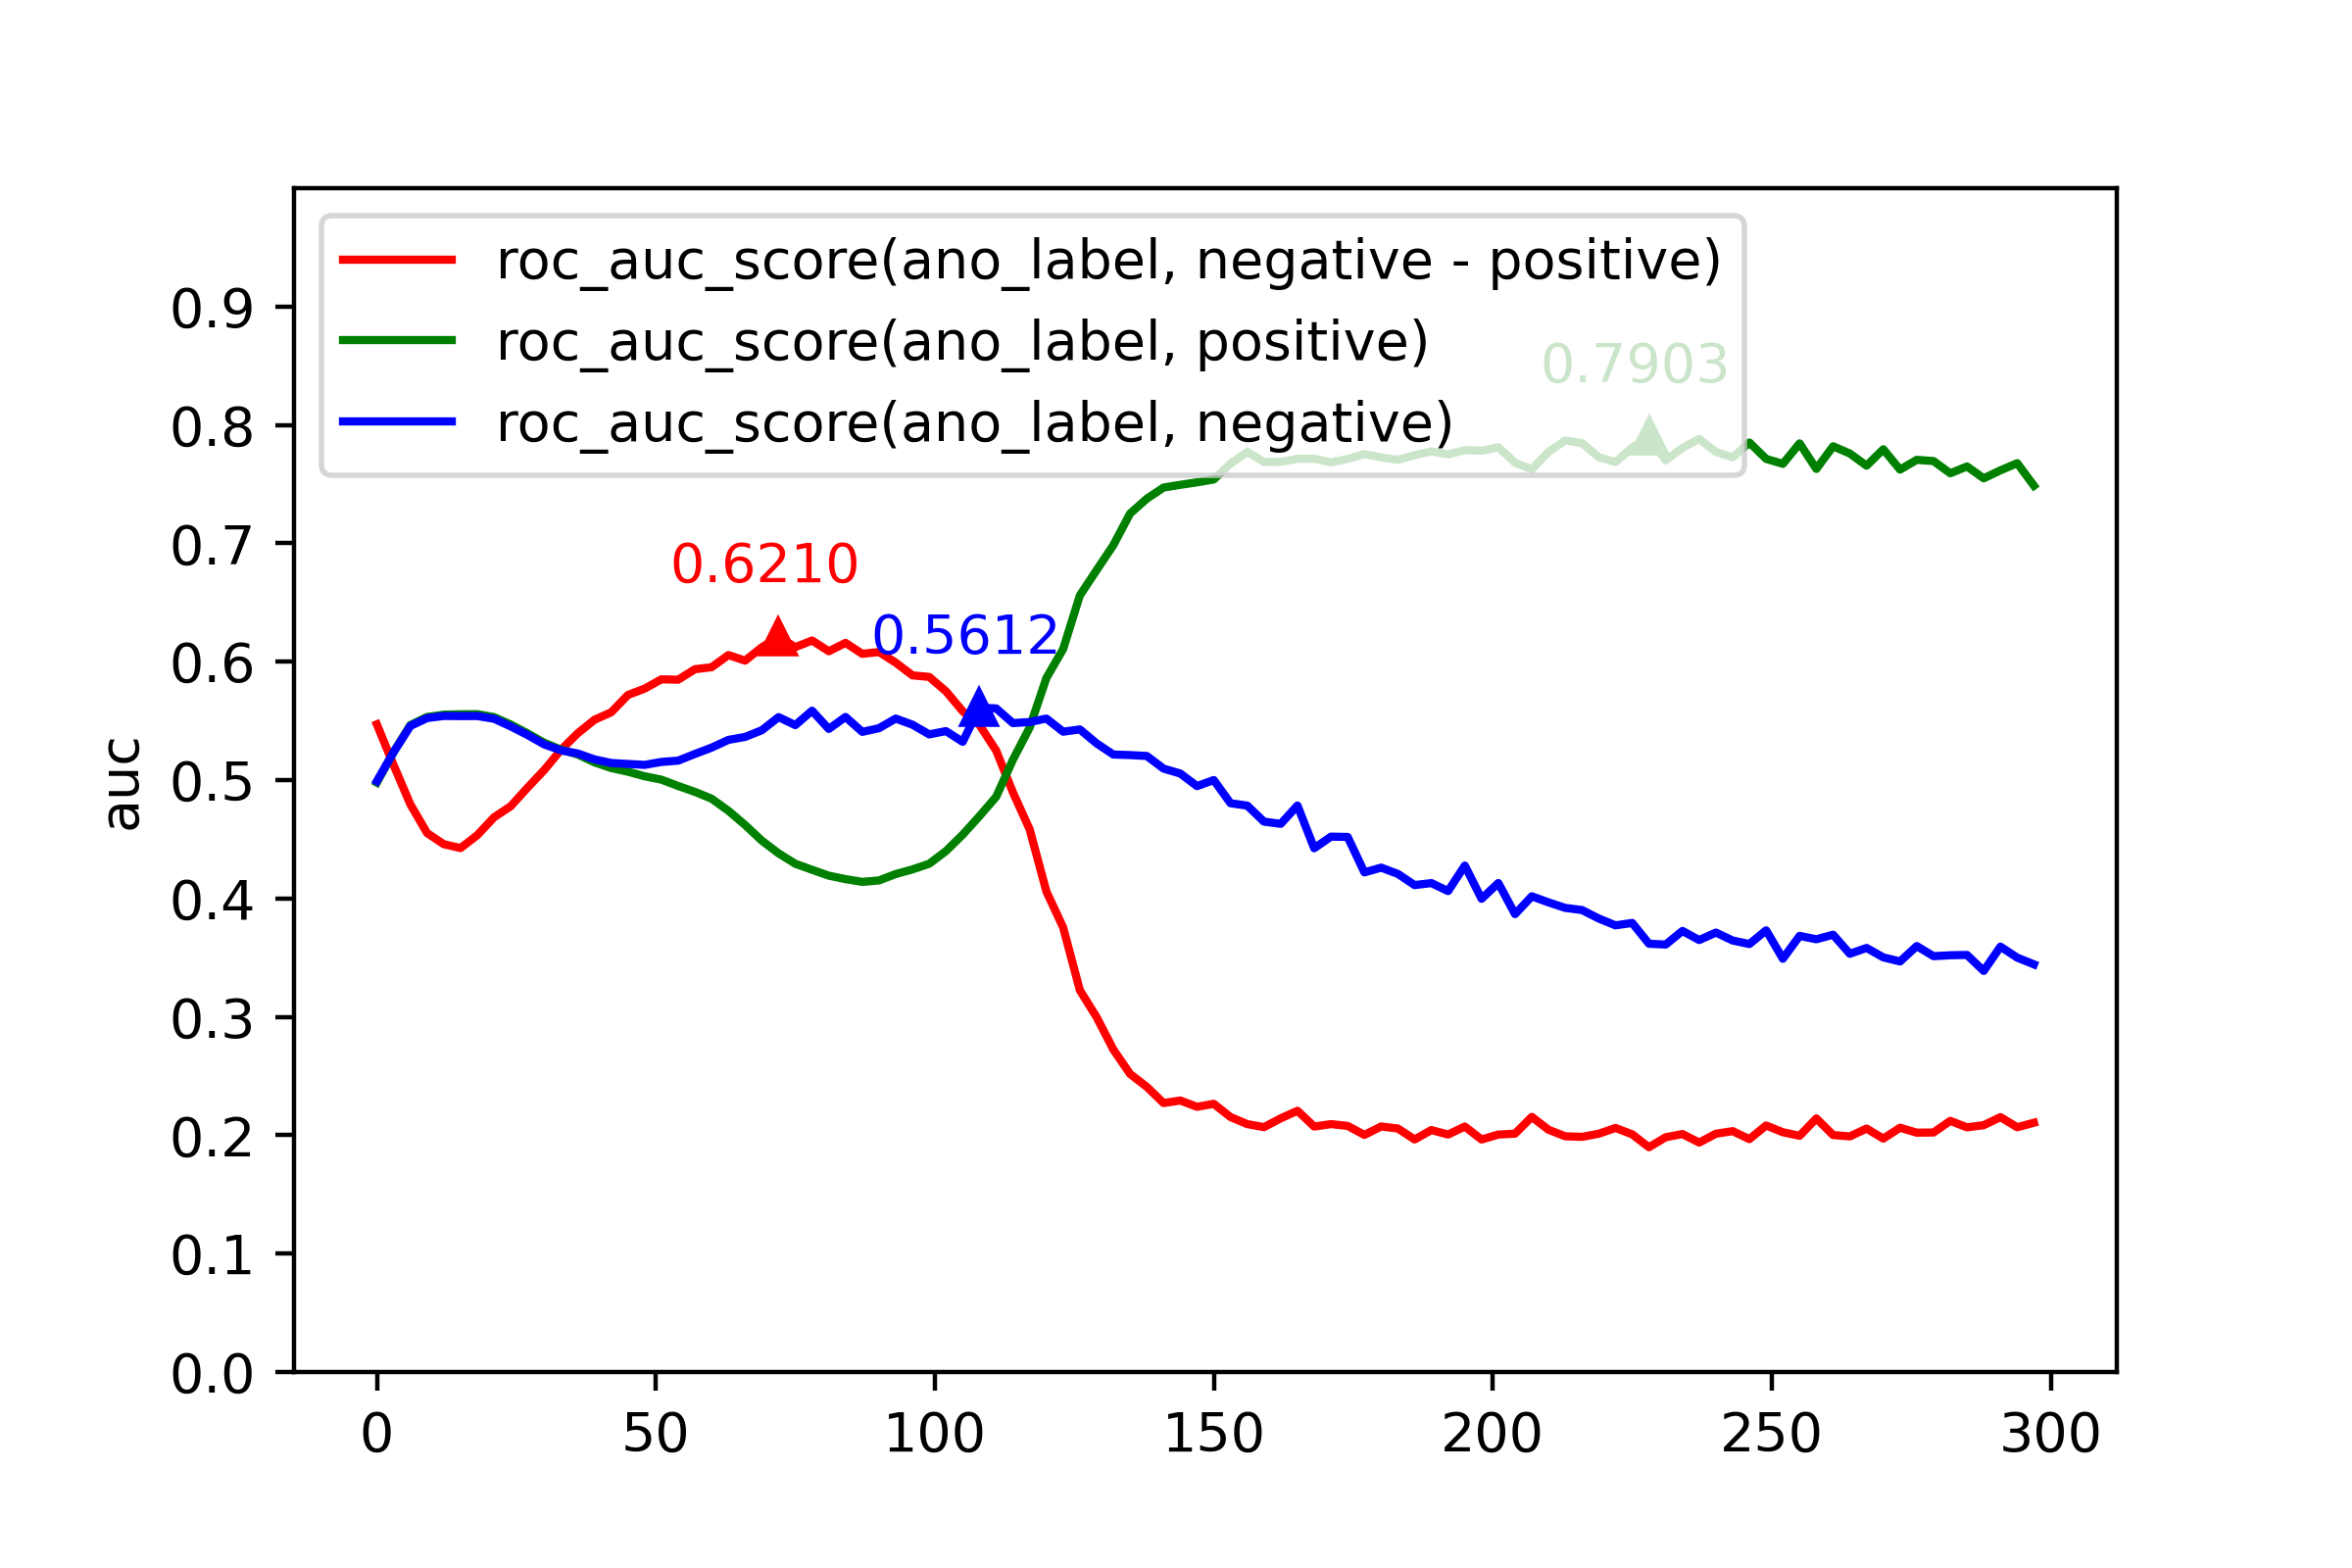 roc_auc_score(ano_label, negative - positive)
roc_auc_score(ano_label, positive)
roc_auc_score(ano_label, negative)
0.7903
0.6210
0.5612
auc
0.9
0.8
0.7
0.6
0.5
0.4
0.3
0.2
0.1
0.0
0 50 100 150 200 250 300